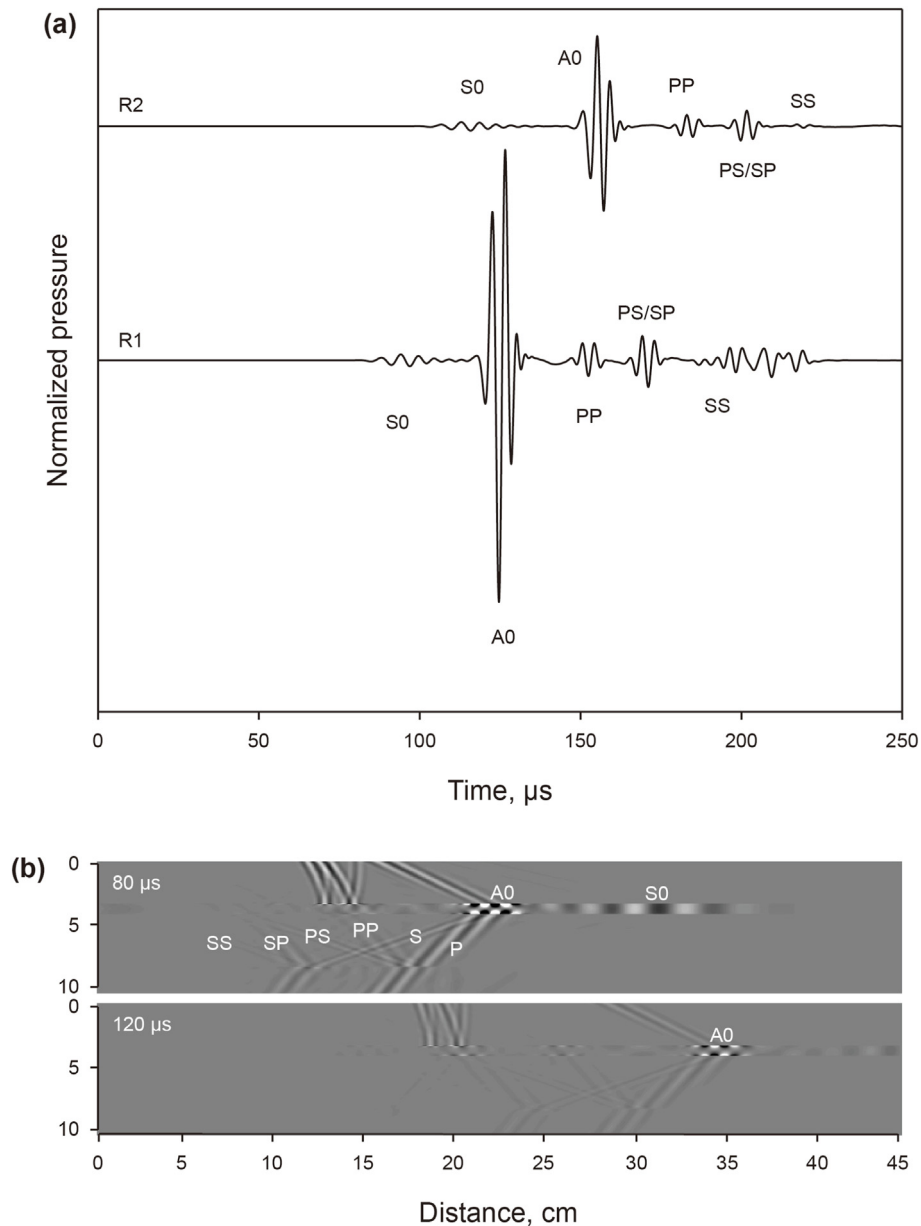 (a)
A0
PP
S0
SS
R2
PS/SP
Normalized pressure
PS/SP
R1
S0
PP
SS
A0
0 50 100 150 200 250
Time, μs
(b)
0
80 μs
A0 S0
5
SS SP PS PP S P
10
0
120 μs
A0
5
10
0 5 10 15 20 25 30 35 40 45
Distance, cm